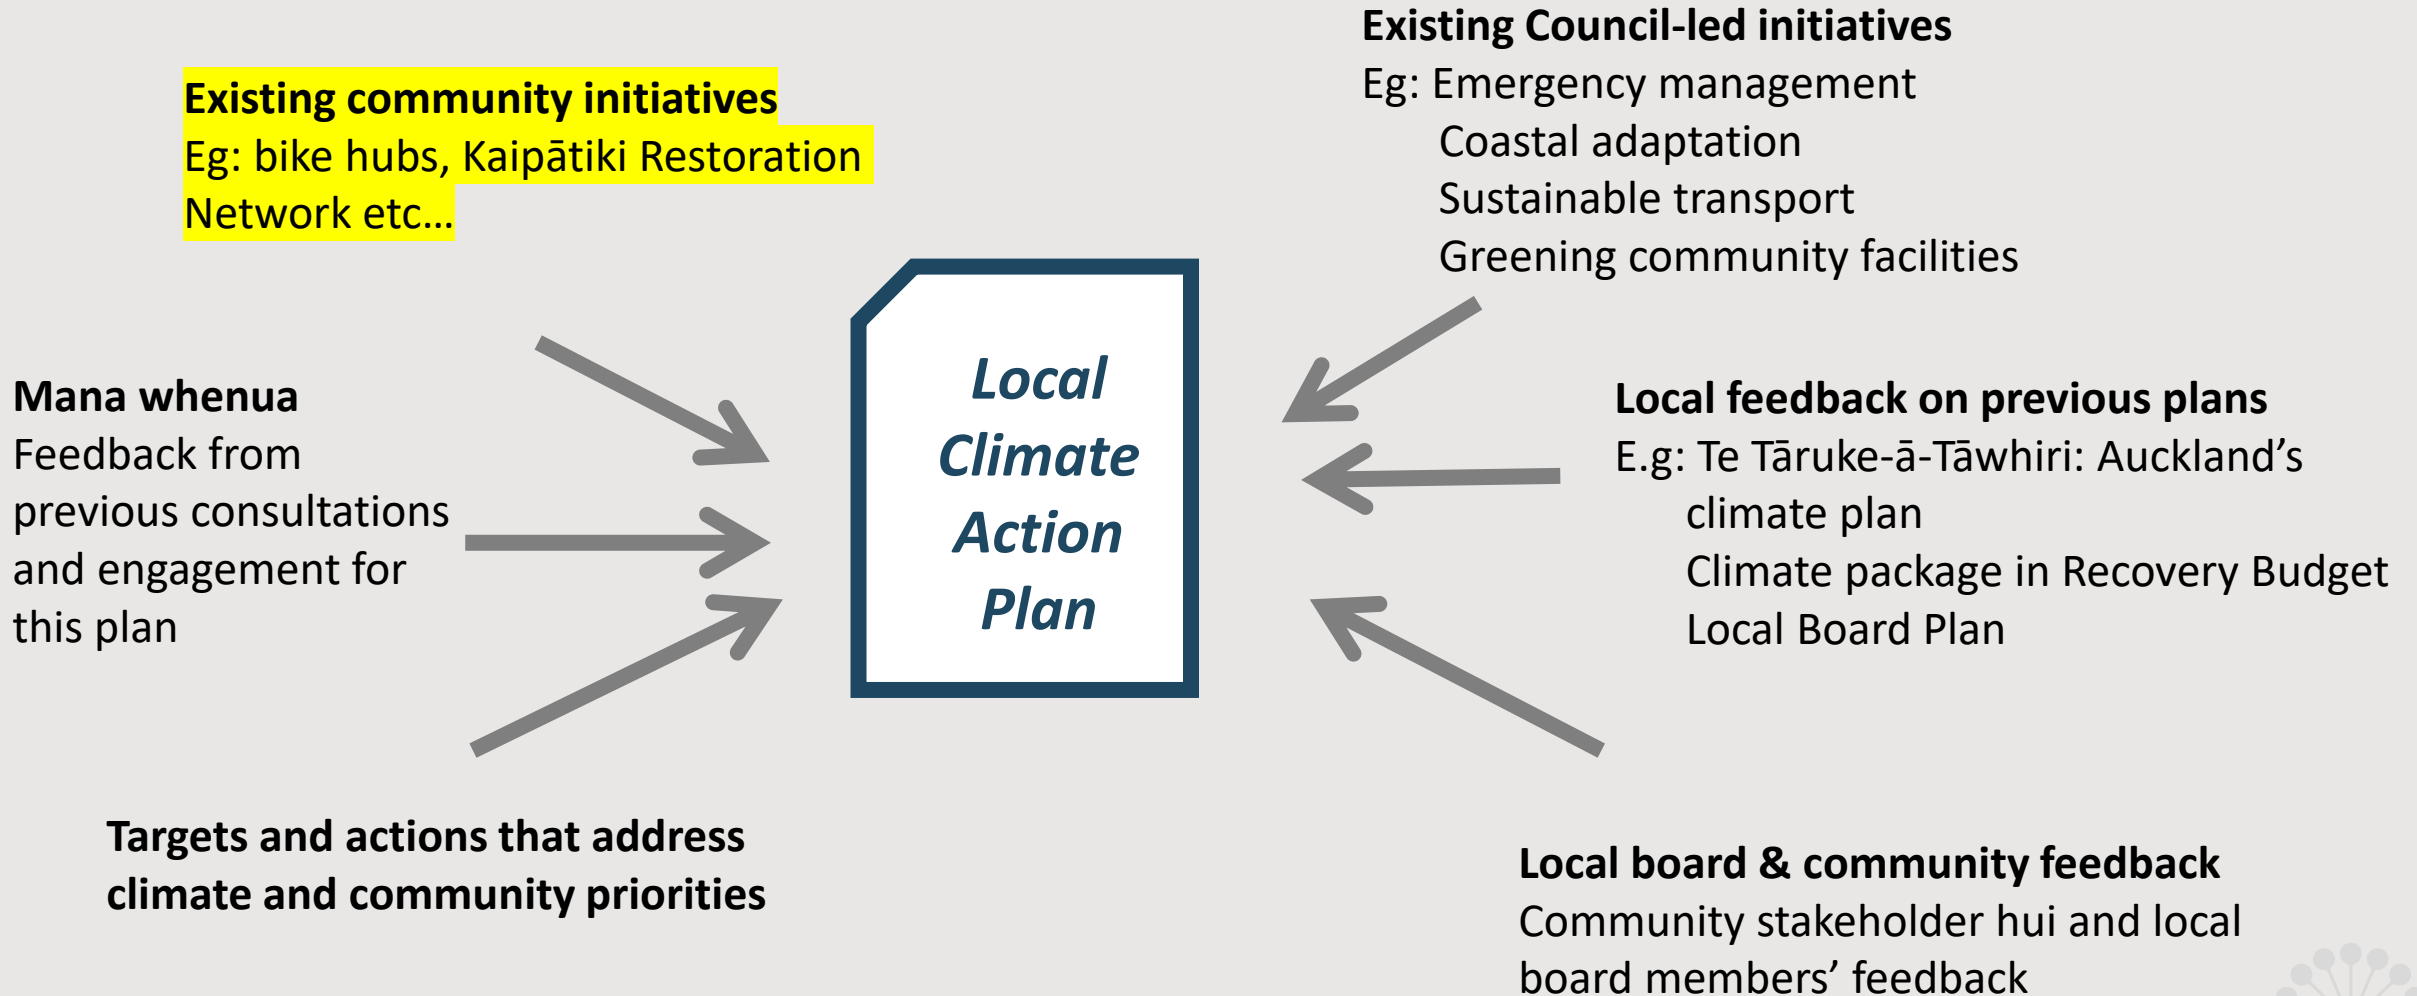 Existing community initiatives
Eg: bike hubs, Kaipātiki Restoration
Network etc…
Existing Council-led initiatives
Eg: Emergency management
Coastal adaptation
Sustainable transport
Greening community facilities
Mana whenua
Feedback from
previous consultations
and engagement for
this plan
Local
Climate
Action
Plan
Local feedback on previous plans
E.g: Te Tāruke-ā-Tāwhiri: Auckland’s
climate plan
Climate package in Recovery Budget
Local Board Plan
Targets and actions that address
climate and community priorities
Local board & community feedback
Community stakeholder hui and local
board members’ feedback